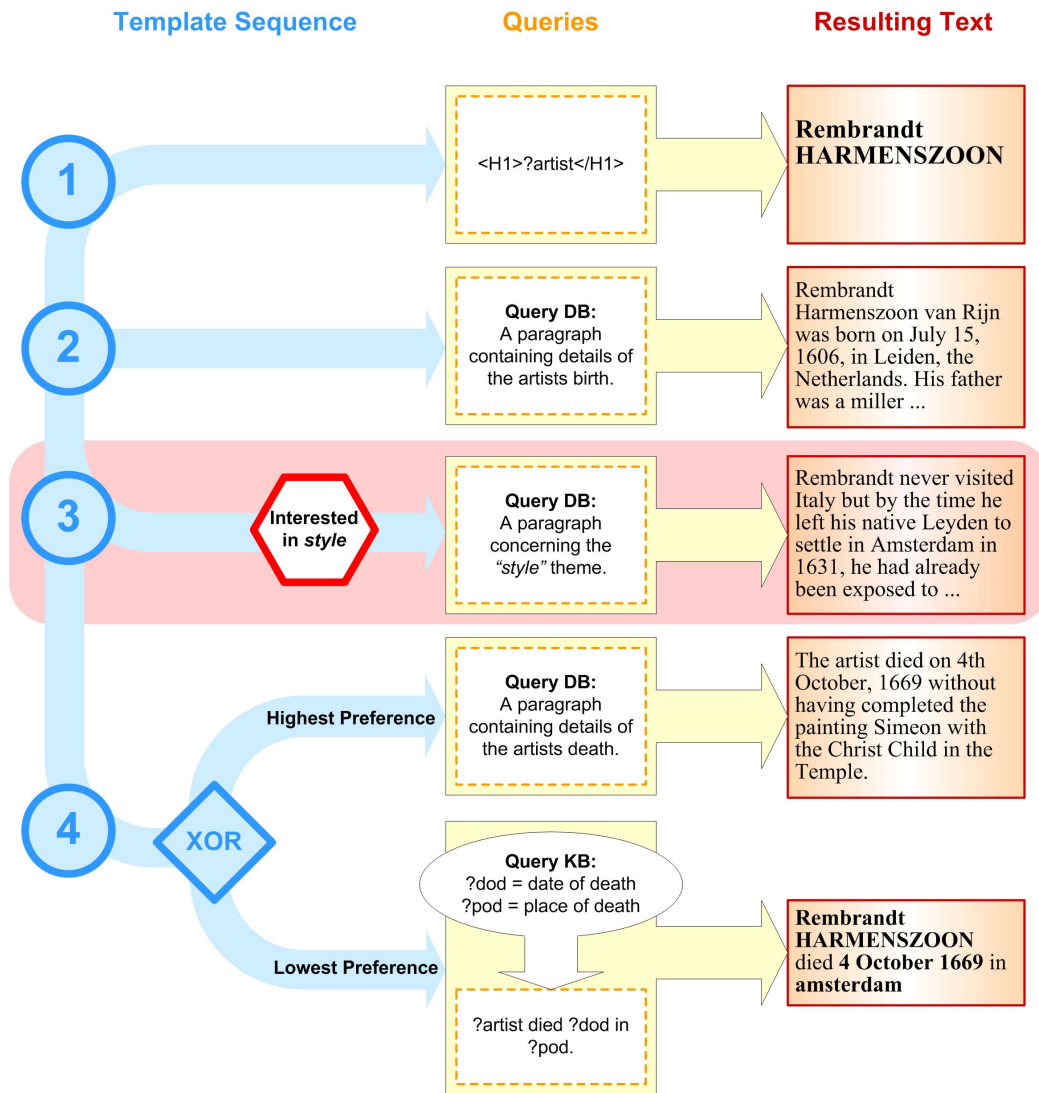 Template Sequence
Queries
Resulting Text
1
<H1>?artist</H1>
Rembrandt
HARMENSZOON
2
Query DB:
A paragraph
containing details of
the artists birth.
Rembrandt
Harmenszoon van Rijn
was born on July 15,
1606, in Leiden, the
Netherlands. His father
was a miller ...
3
Interested
in style
Query DB:
A paragraph
concerning the
“style” theme.
Rembrandt never visited
Italy but by the time he
left his native Leyden to
settle in Amsterdam in
1631, he had already
been exposed to ...
4
XOR
Highest Preference
Query DB:
A paragraph
containing details of
the artists death.
The artist died on 4th
October, 1669 without
having completed the
painting Simeon with
the Christ Child in the
Temple.
Lowest Preference
Query KB:
?dod = date of death
?pod = place of death
?artist died ?dod in
?pod.
Rembrandt
HARMENSZOON
died 4 October 1669 in
amsterdam